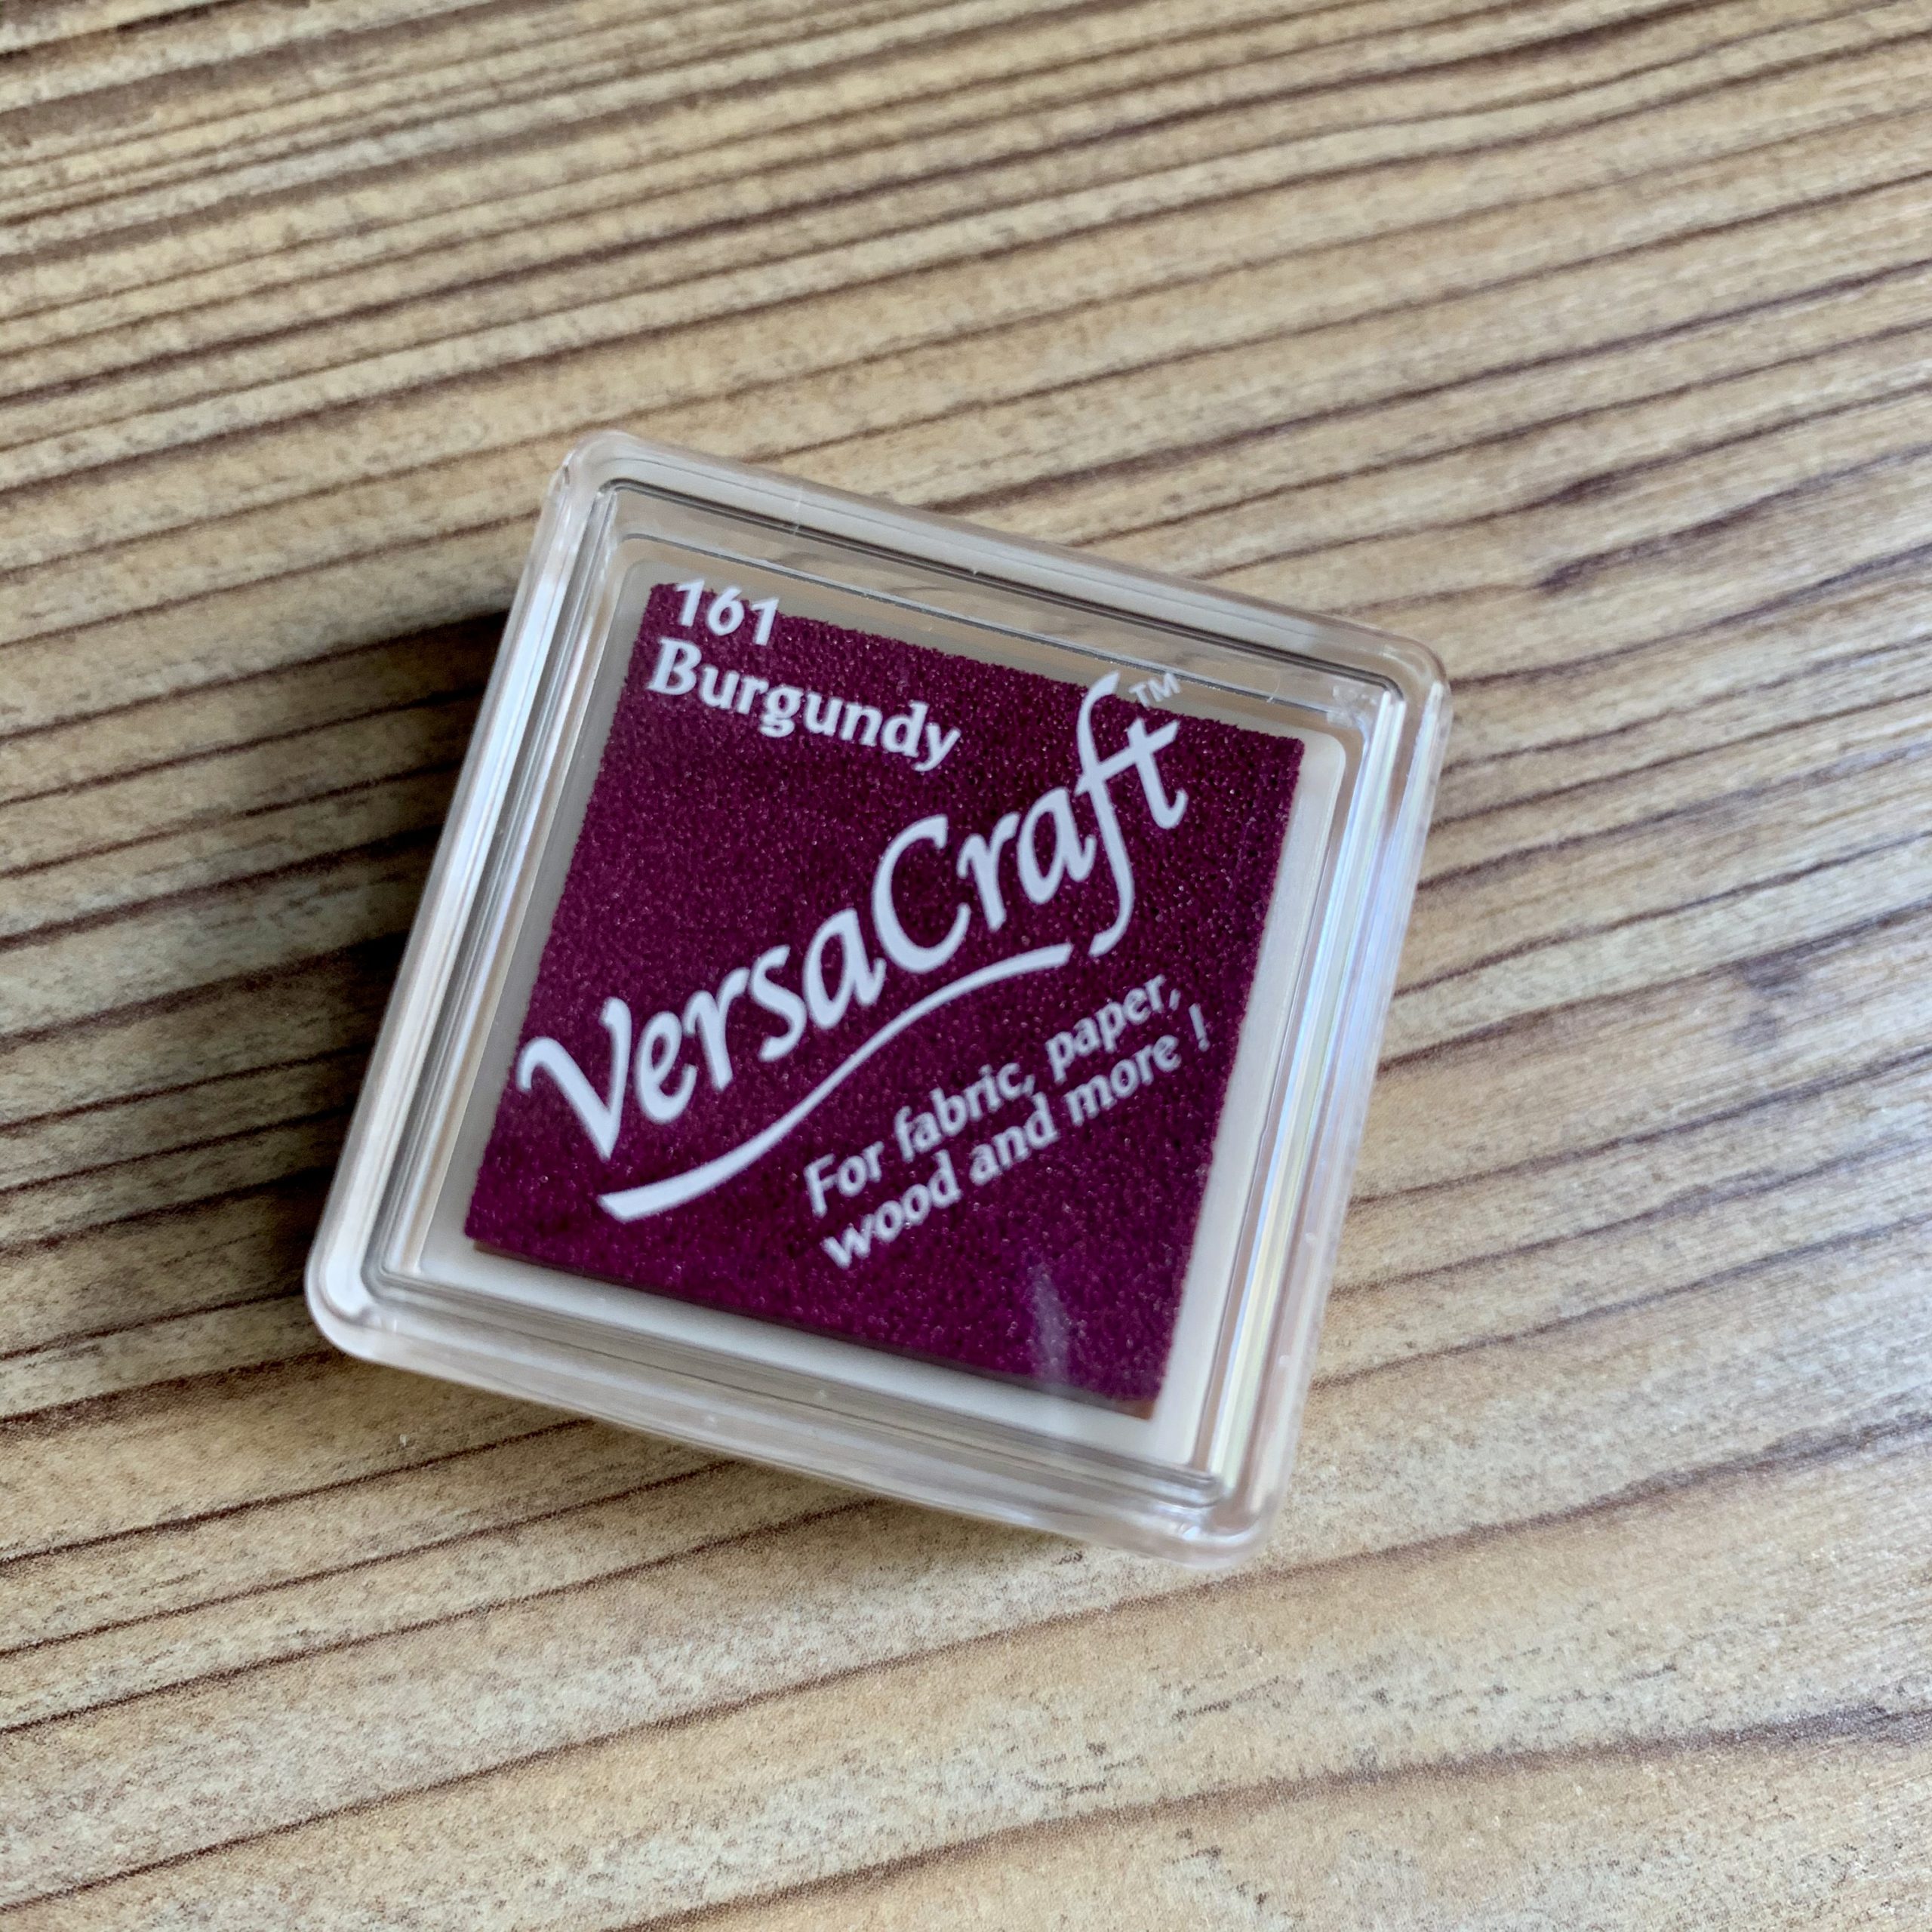 161
Burgundy
VersaCraft™
For fabric, paper,
wood and more !